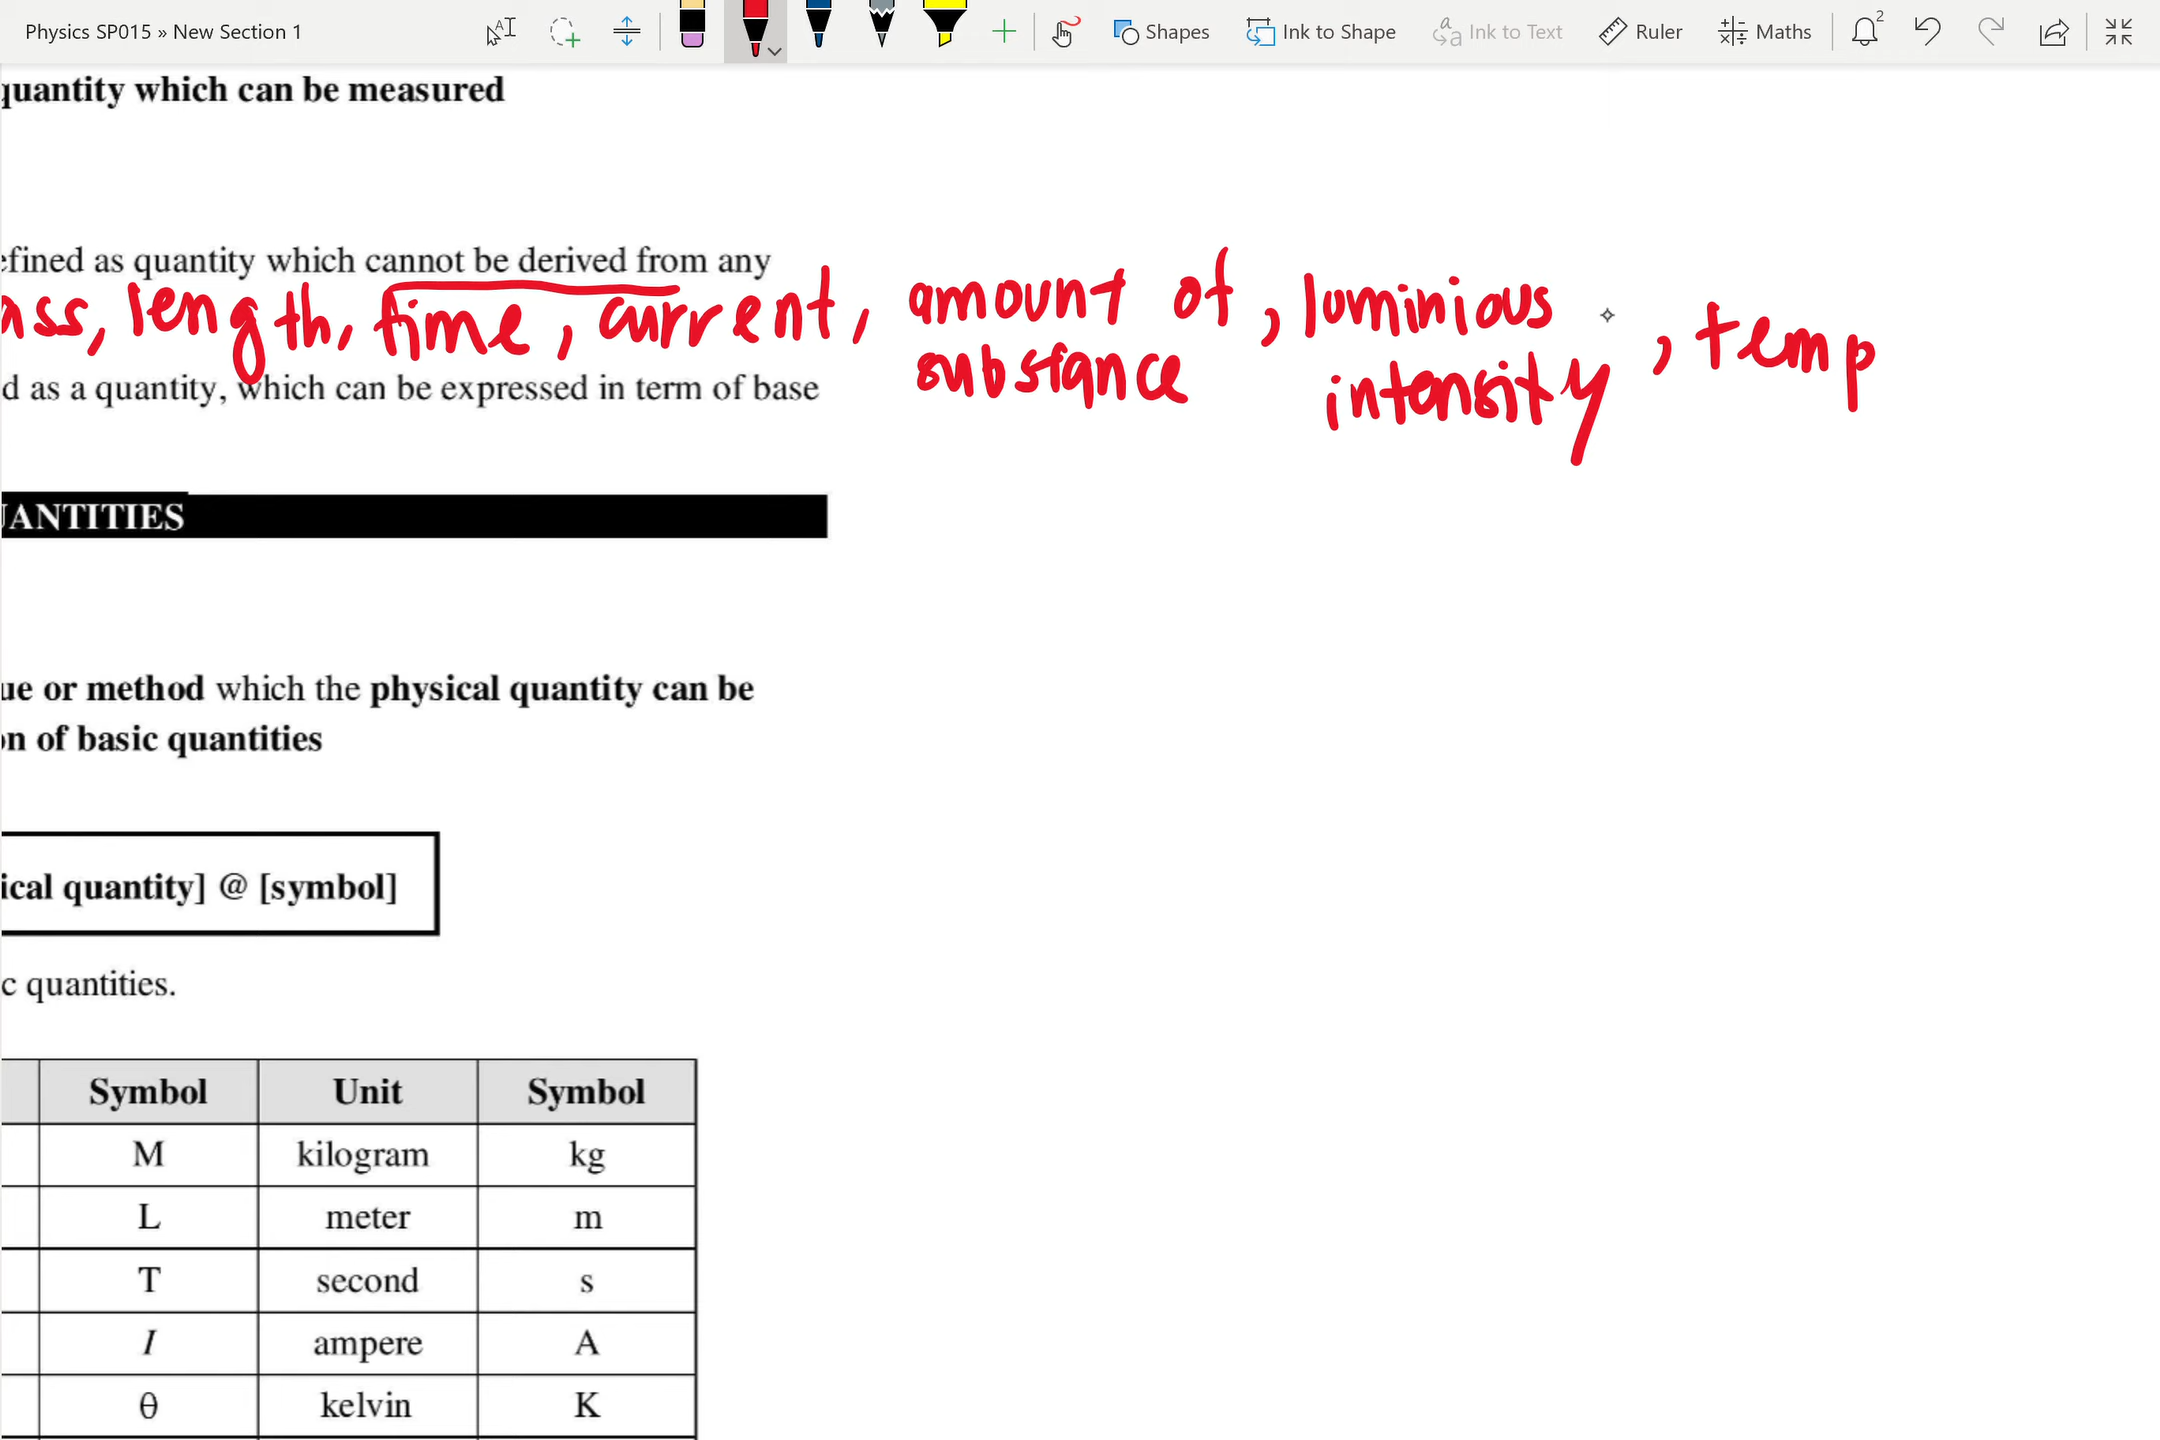 Physics SP015 » New Section 1
Shapes Ink to Shape Ink to Text Ruler Maths 2
quantity which can be measured
efined as quantity which cannot be derived from any
ass, length, time, current, amount of, luminious, temp
substance intensity
d as a quantity, which can be expressed in term of base
UANTITIES
ue or method which the physical quantity can be
on of basic quantities
ical quantity] @ [symbol]
c quantities.
Symbol Unit Symbol
M kilogram kg
L meter m
T second s
I ampere A
θ kelvin K